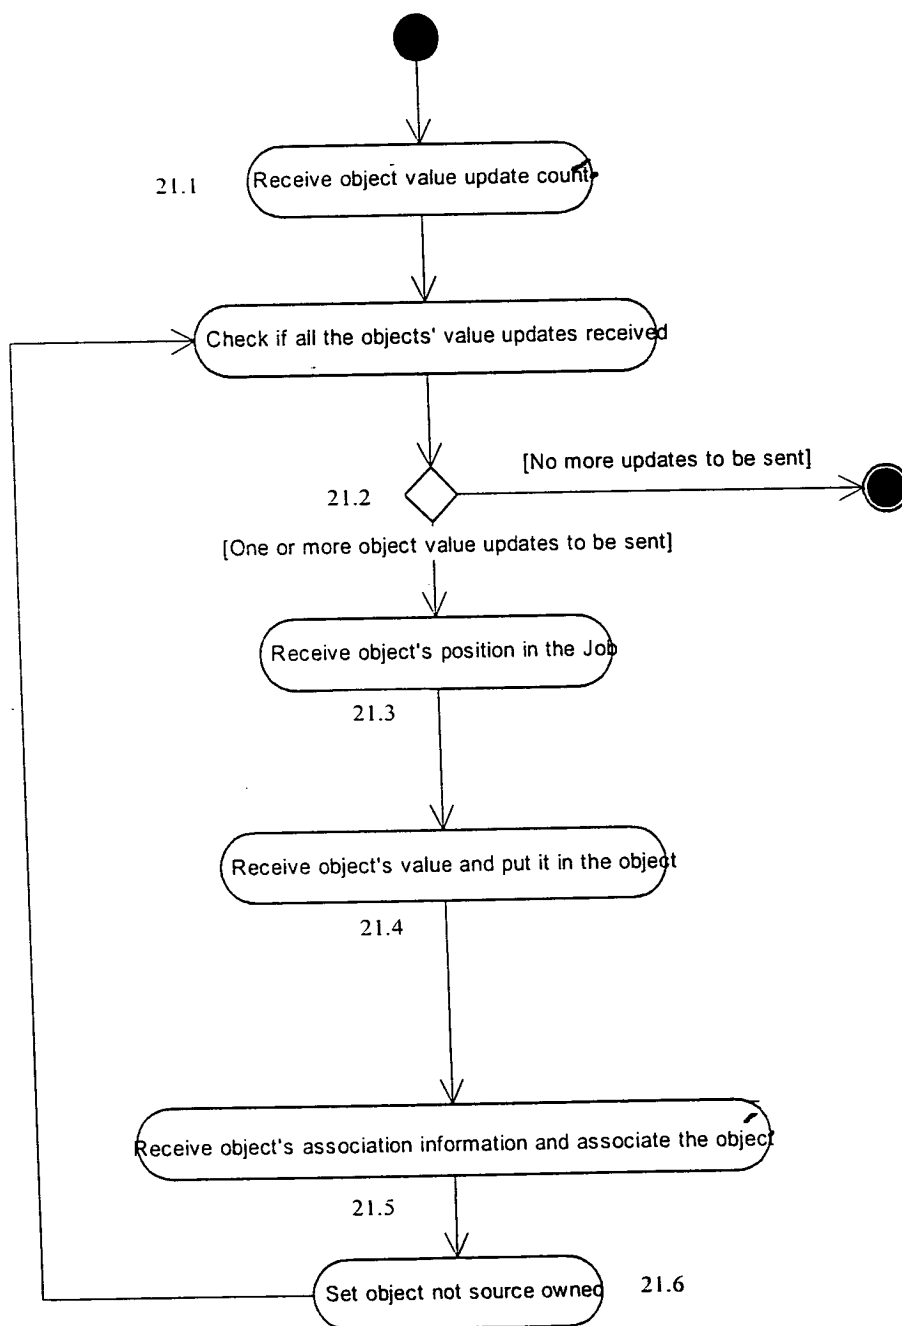 21.1
Receive object value update count
Check if all the objects' value updates received
[No more updates to be sent]
21.2
[One or more object value updates to be sent]
Receive object's position in the Job
21.3
Receive object's value and put it in the object
21.4
Receive object's association information and associate the object
21.5
Set object not source owned
21.6